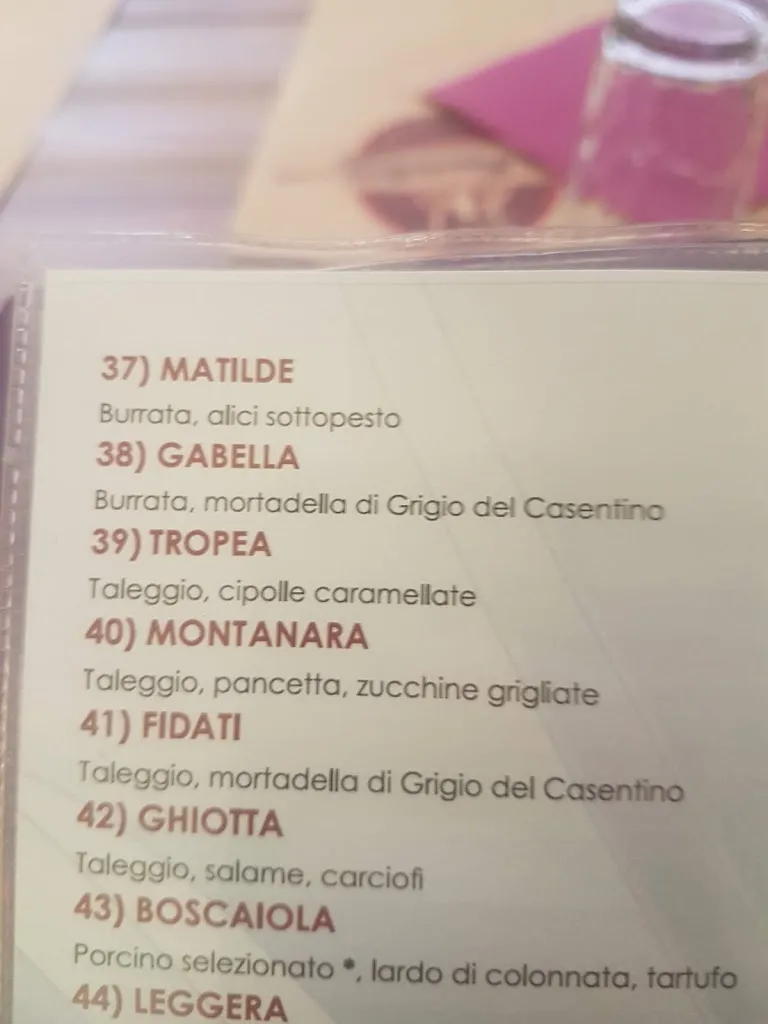 37) MATILDE
Burrata, alici sottopesto
38) GABELLA
Burrata, mortadella di Grigio del Casentino
39) TROPEA
Taleggio, cipolle caramellate
40) MONTANARA
Taleggio, pancetta, zucchine grigliate
41) FIDATI
Taleggio, mortadella di Grigio del Casentino
42) GHIOTTA
Taleggio, salame, carciofi
43) BOSCAIOLA
Porcino selezionato *, lardo di colonnata, tartufo
44) LEGGERA